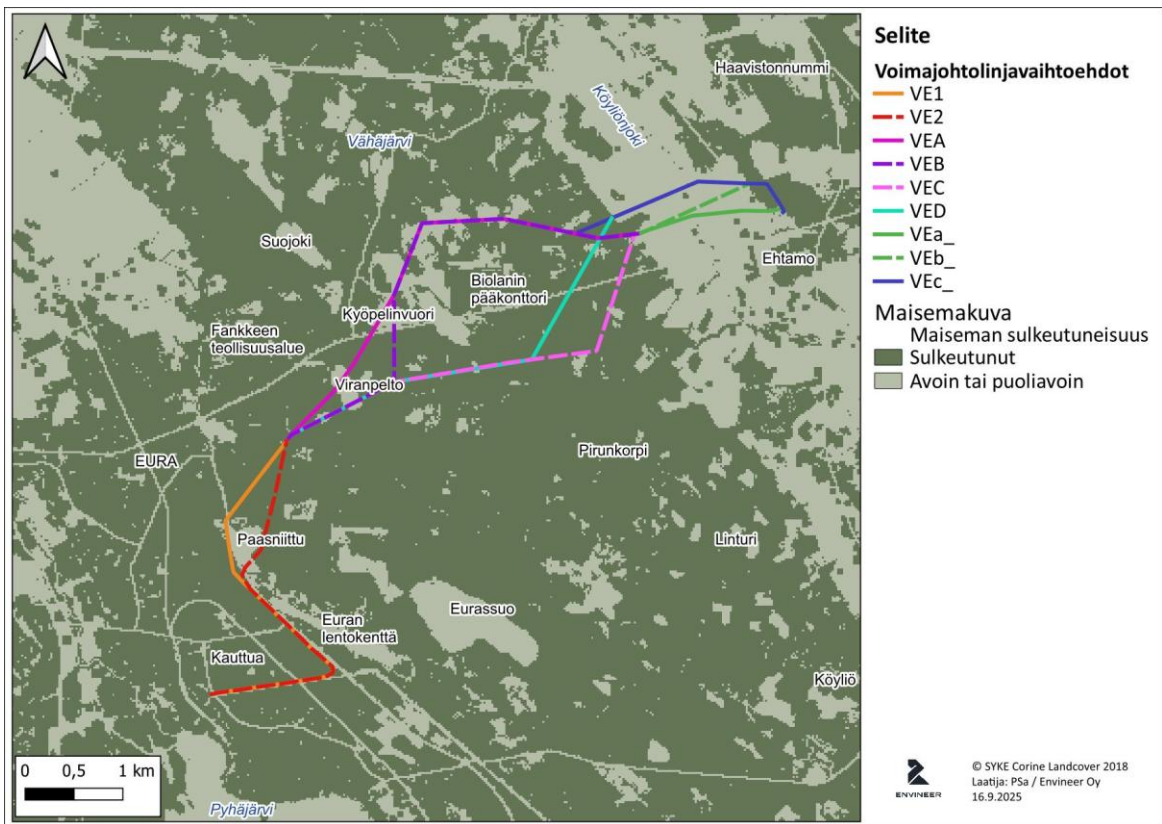 Haavistonnummi
Köyliönjoki
Vähäjärvi
Suojoki
Ehtamo
Biolanin
pääkonttori
Kyöpelinvuori
Fankkeen
teollisuusalue
Viranpelto
EURA
Pirunkorpi
Paasniittu
Linturi
Eurassuo
Euran
lentokenttä
Kauttua
Köyliö
0 0,5 1 km
Pyhäjärvi
Selite
Voimajohtolinjavaihtoehdot
VE1
VE2
VEA
VEB
VEC
VED
VEa_
VEb_
VEc_
Maisemakuva
Maiseman sulkeutuneisuus
Sulkeutunut
Avoin tai puoliavoin
ENVINEER
© SYKE Corine Landcover 2018
Laatija: PSa / Envineer Oy
16.9.2025